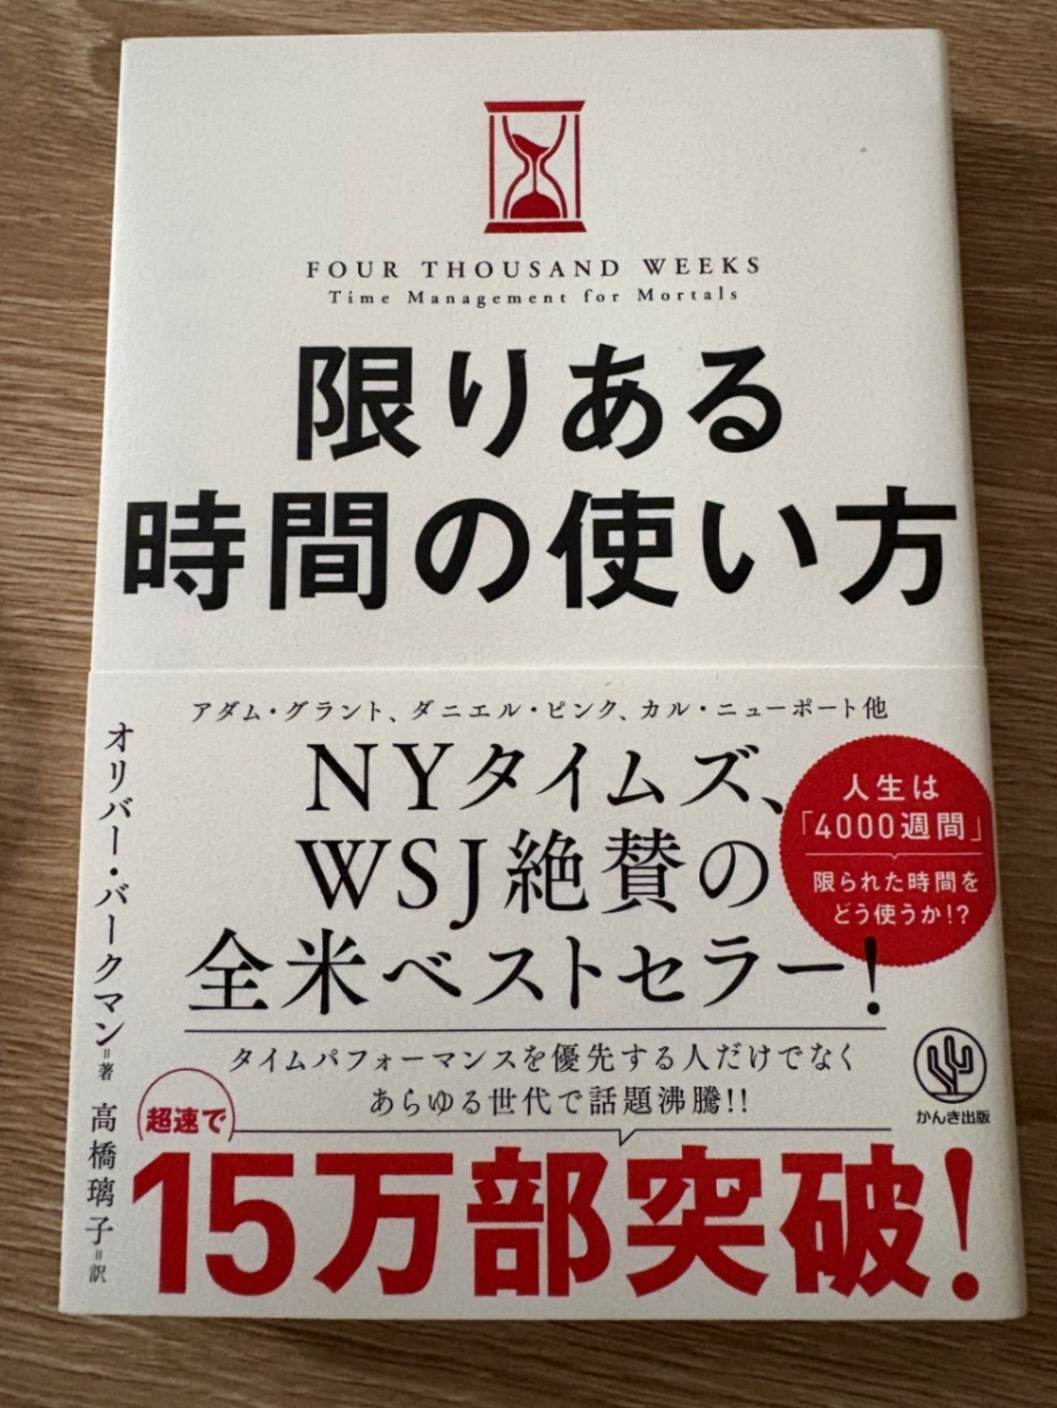 FOUR THOUSAND WEEKS
Time Management for Mortals
限りある
時間の使い方
アダム・グラント、ダニエル・ピンク、カル・ニューポート他
NYタイムズ、
WSJ絶賛の
全米ベストセラー!
人生は
「4000週間」
限られた時間を
どう使うか!?
オリバー・バークマン=著
高橋璃子=訳
タイムパフォーマンスを優先する人だけでなく
あらゆる世代で話題沸騰!!
かんき出版
超速で
15万部突破!